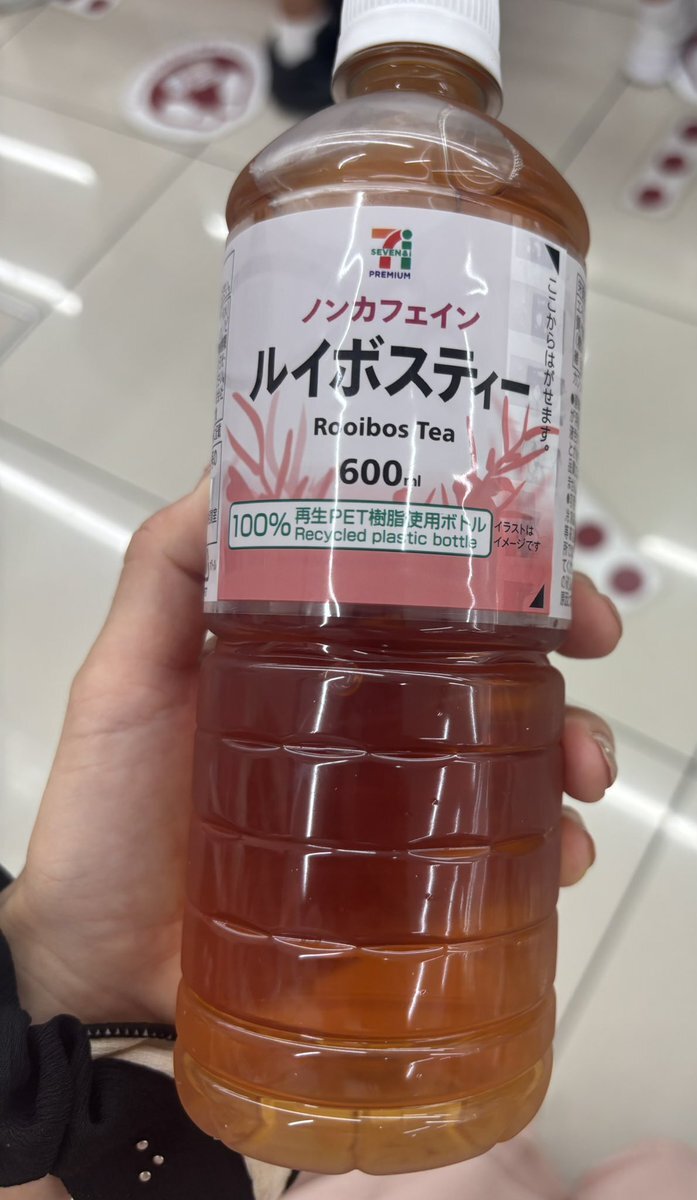 7i
SEVEN&i
PREMIUM
ノンカフェイン
ルイボスティー
Rooibos Tea
600ml
100% 再生PET樹脂使用ボトル
Recycled plastic bottle
イラストは
イメージです
ここからはがせます。